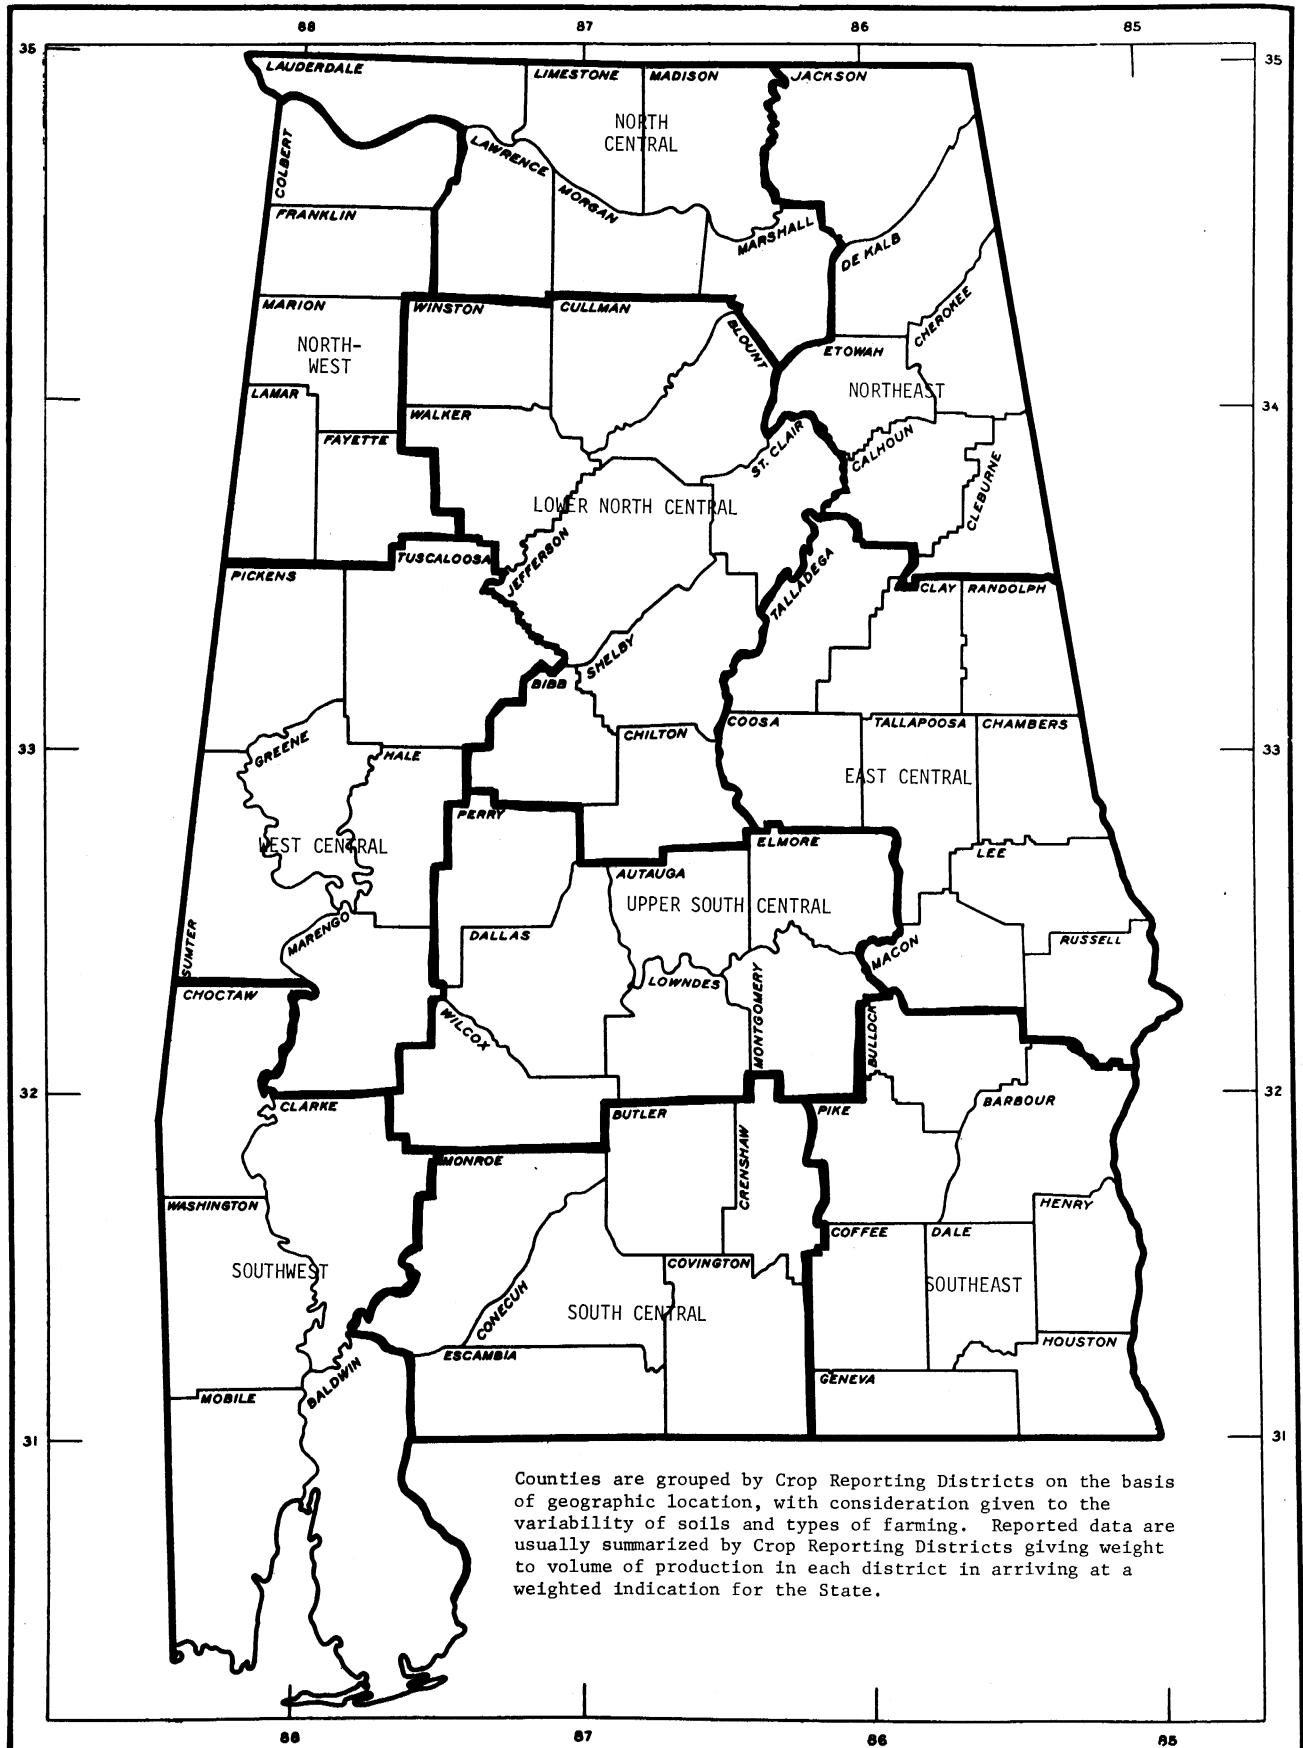 88 87 86 85
35 35
LAUDERDALE
LIMESTONE
MADISON
JACKSON
NORTH
CENTRAL
COLBERT
LAWRENCE
MORGAN
FRANKLIN
MARSHALL
DE KALB
MARION
WINSTON
CULLMAN
BLOUNT
CHEROKEE
NORTH-
WEST
ETOWAH
NORTHEAST
LAMAR
34
WALKER
FAYETTE
ST. CLAIR
CALHOUN
CLEBURNE
LOWER NORTH CENTRAL
TUSCALOOSA
JEFFERSON
PICKENS
TALLADEGA
CLAY
RANDOLPH
SHELBY
BIBB
COOSA
TALLAPOOSA
CHAMBERS
GREENE
HALE
CHILTON
33 33
EAST CENTRAL
PERRY
WEST CENTRAL
ELMORE
LEE
AUTAUGA
UPPER SOUTH CENTRAL
SUMTER
MARENGO
DALLAS
MACON
RUSSELL
CHOCTAW
LOWNDES
MONTGOMERY
WILCOX
BULLOCK
32 32
CLARKE
BUTLER
PIKE
BARBOUR
MONROE
CRENSHAW
WASHINGTON
HENRY
COFFEE
DALE
SOUTHWEST
COVINGTON
SOUTHEAST
CONECUH
SOUTH CENTRAL
ESCAMBIA
HOUSTON
BALDWIN
MOBILE
GENEVA
31 31
Counties are grouped by Crop Reporting Districts on the basis
of geographic location, with consideration given to the
variability of soils and types of farming. Reported data are
usually summarized by Crop Reporting Districts giving weight
to volume of production in each district in arriving at a
weighted indication for the State.
88 87 86 85